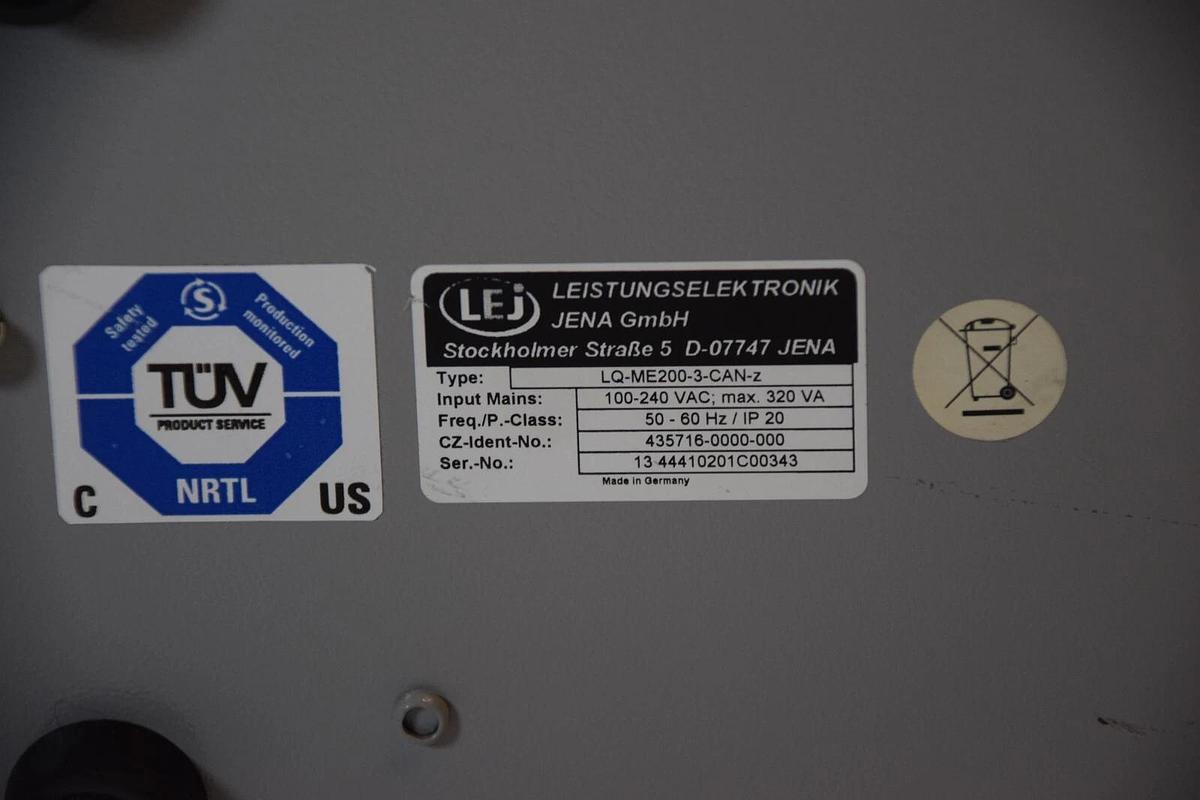 Safety
tested
S
Production
monitored
TÜV
PRODUCT SERVICE
NRTL
C US
LEJ LEISTUNGSELEKTRONIK
JENA GmbH
Stockholmer Straße 5 D-07747 JENA
Type: LQ-ME200-3-CAN-z
Input Mains: 100-240 VAC; max. 320 VA
Freq./P.-Class: 50 - 60 Hz / IP 20
CZ-Ident-No.: 435716-0000-000
Ser.-No.: 13 44410201C00343
Made in Germany